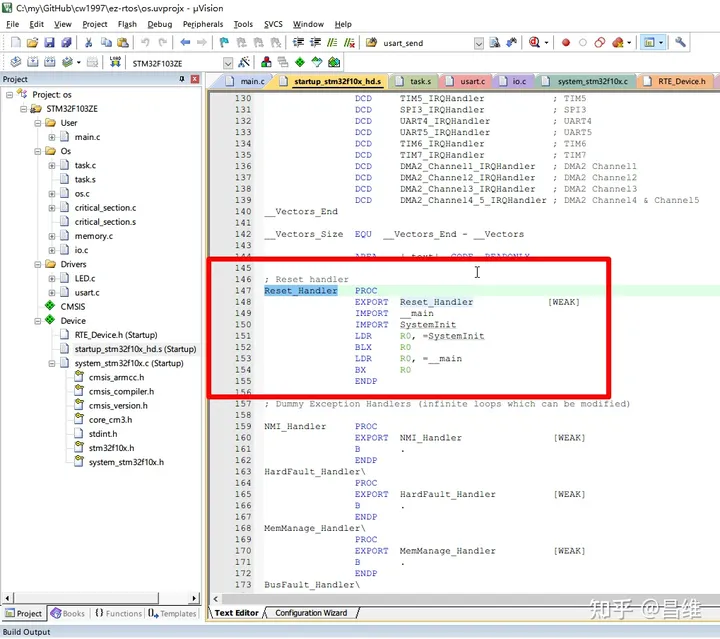 C:\my\GitHub\cw1997\ez-rtos\os.uvprojx - µVision
File Edit View Project Flash Debug Peripherals Tools SVCS Window Help
usart_send
STM32F103ZE
Project
main.c startup_stm32f10x_hd.s task.s usart.c io.c system_stm32f10x.c RTE_Device.h
Project: os
STM32F103ZE
User
main.c
Os
task.c
task.s
os.c
critical_section.c
critical_section.s
memory.c
io.c
Drivers
LED.c
usart.c
CMSIS
Device
RTE_Device.h (Startup)
startup_stm32f10x_hd.s (Startup)
system_stm32f10x.c (Startup)
cmsis_armcc.h
cmsis_compiler.h
cmsis_version.h
core_cm3.h
stdint.h
stm32f10x.h
system_stm32f10x.h
130 DCD TIM5_IRQHandler ; TIM5
131 DCD SPI3_IRQHandler ; SPI3
132 DCD UART4_IRQHandler ; UART4
133 DCD UART5_IRQHandler ; UART5
134 DCD TIM6_IRQHandler ; TIM6
135 DCD TIM7_IRQHandler ; TIM7
136 DCD DMA2_Channel1_IRQHandler ; DMA2 Channel1
137 DCD DMA2_Channel2_IRQHandler ; DMA2 Channel2
138 DCD DMA2_Channel3_IRQHandler ; DMA2 Channel3
139 DCD DMA2_Channel4_5_IRQHandler ; DMA2 Channel4 & Channel5
140 __Vectors_End
141
142 __Vectors_Size EQU __Vectors_End - __Vectors
143
144 AREA |.text|, CODE, READONLY
145
146 ; Reset handler
147 Reset_Handler PROC
148 EXPORT Reset_Handler [WEAK]
149 IMPORT __main
150 IMPORT SystemInit
151 LDR R0, =SystemInit
152 BLX R0
153 LDR R0, =__main
154 BX R0
155 ENDP
156
157 ; Dummy Exception Handlers (infinite loops which can be modified)
158
159 NMI_Handler PROC
160 EXPORT NMI_Handler [WEAK]
161 B .
162 ENDP
163 HardFault_Handler\
164 PROC
165 EXPORT HardFault_Handler [WEAK]
166 B .
167 ENDP
168 MemManage_Handler\
169 PROC
170 EXPORT MemManage_Handler [WEAK]
171 B .
172 ENDP
173 BusFault_Handler\
Project Books {} Functions Templates
Text Editor Configuration Wizard
知乎 @昌维
Build Output